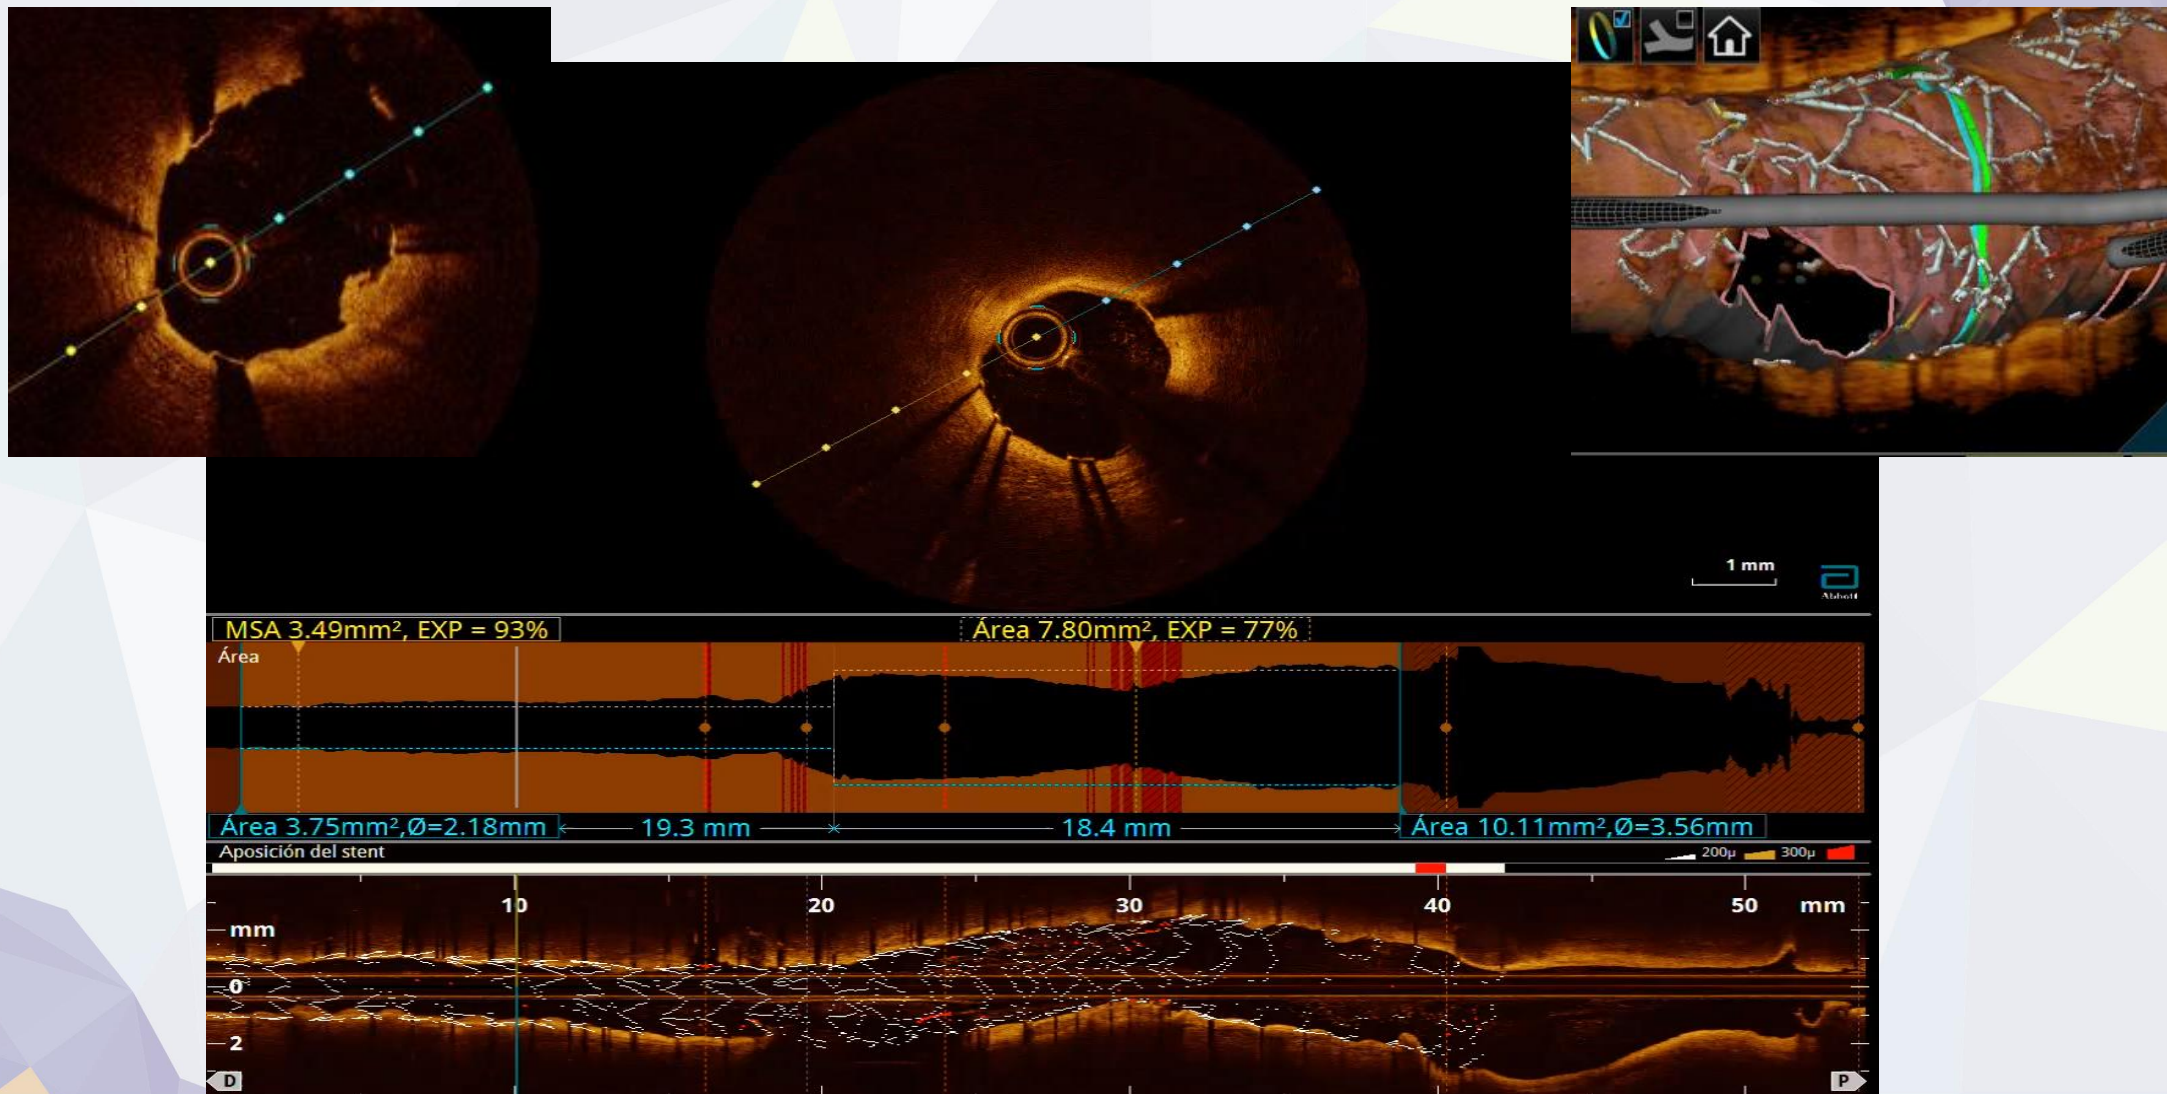 1 mm
Abbott
MSA 3.49mm², EXP = 93%
Área 7.80mm², EXP = 77%
Área
Área 3.75mm²,Ø=2.18mm
19.3 mm
18.4 mm
Área 10.11mm²,Ø=3.56mm
Aposición del stent
200µ
300µ
10
20
30
40
50
mm
mm
0
2
D
P